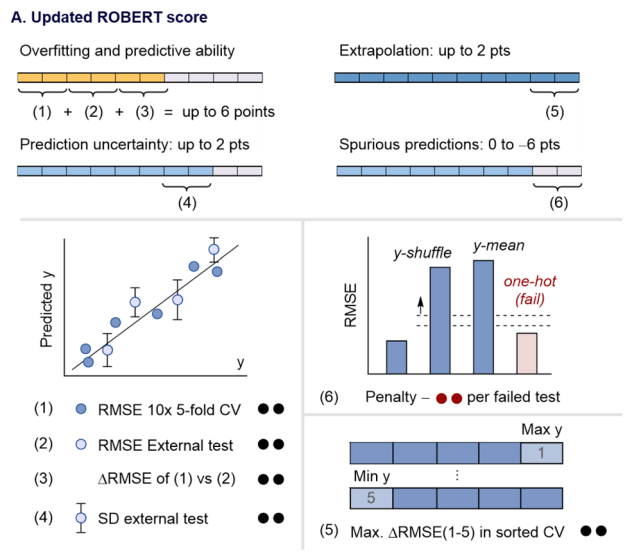 A. Updated ROBERT score
Overfitting and predictive ability
(1) + (2) + (3) = up to 6 points
Extrapolation: up to 2 pts
(5)
Prediction uncertainty: up to 2 pts
(4)
Spurious predictions: 0 to −6 pts
(6)
Predicted y
y
(1) RMSE 10x 5-fold CV
(2) RMSE External test
(3) ΔRMSE of (1) vs (2)
(4) SD external test
RMSE
y-shuffle
y-mean
one-hot
(fail)
(6) Penalty – ●● per failed test
Max y
1
Min y
5
(5) Max. ΔRMSE(1-5) in sorted CV